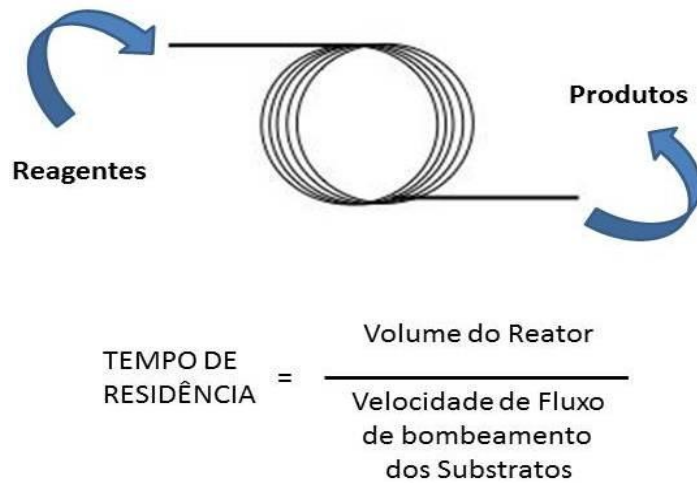 Produtos
Reagentes
Volume do Reator
TEMPO DE
RESIDÊNCIA
=
Velocidade de Fluxo
de bombeamento
dos Substratos